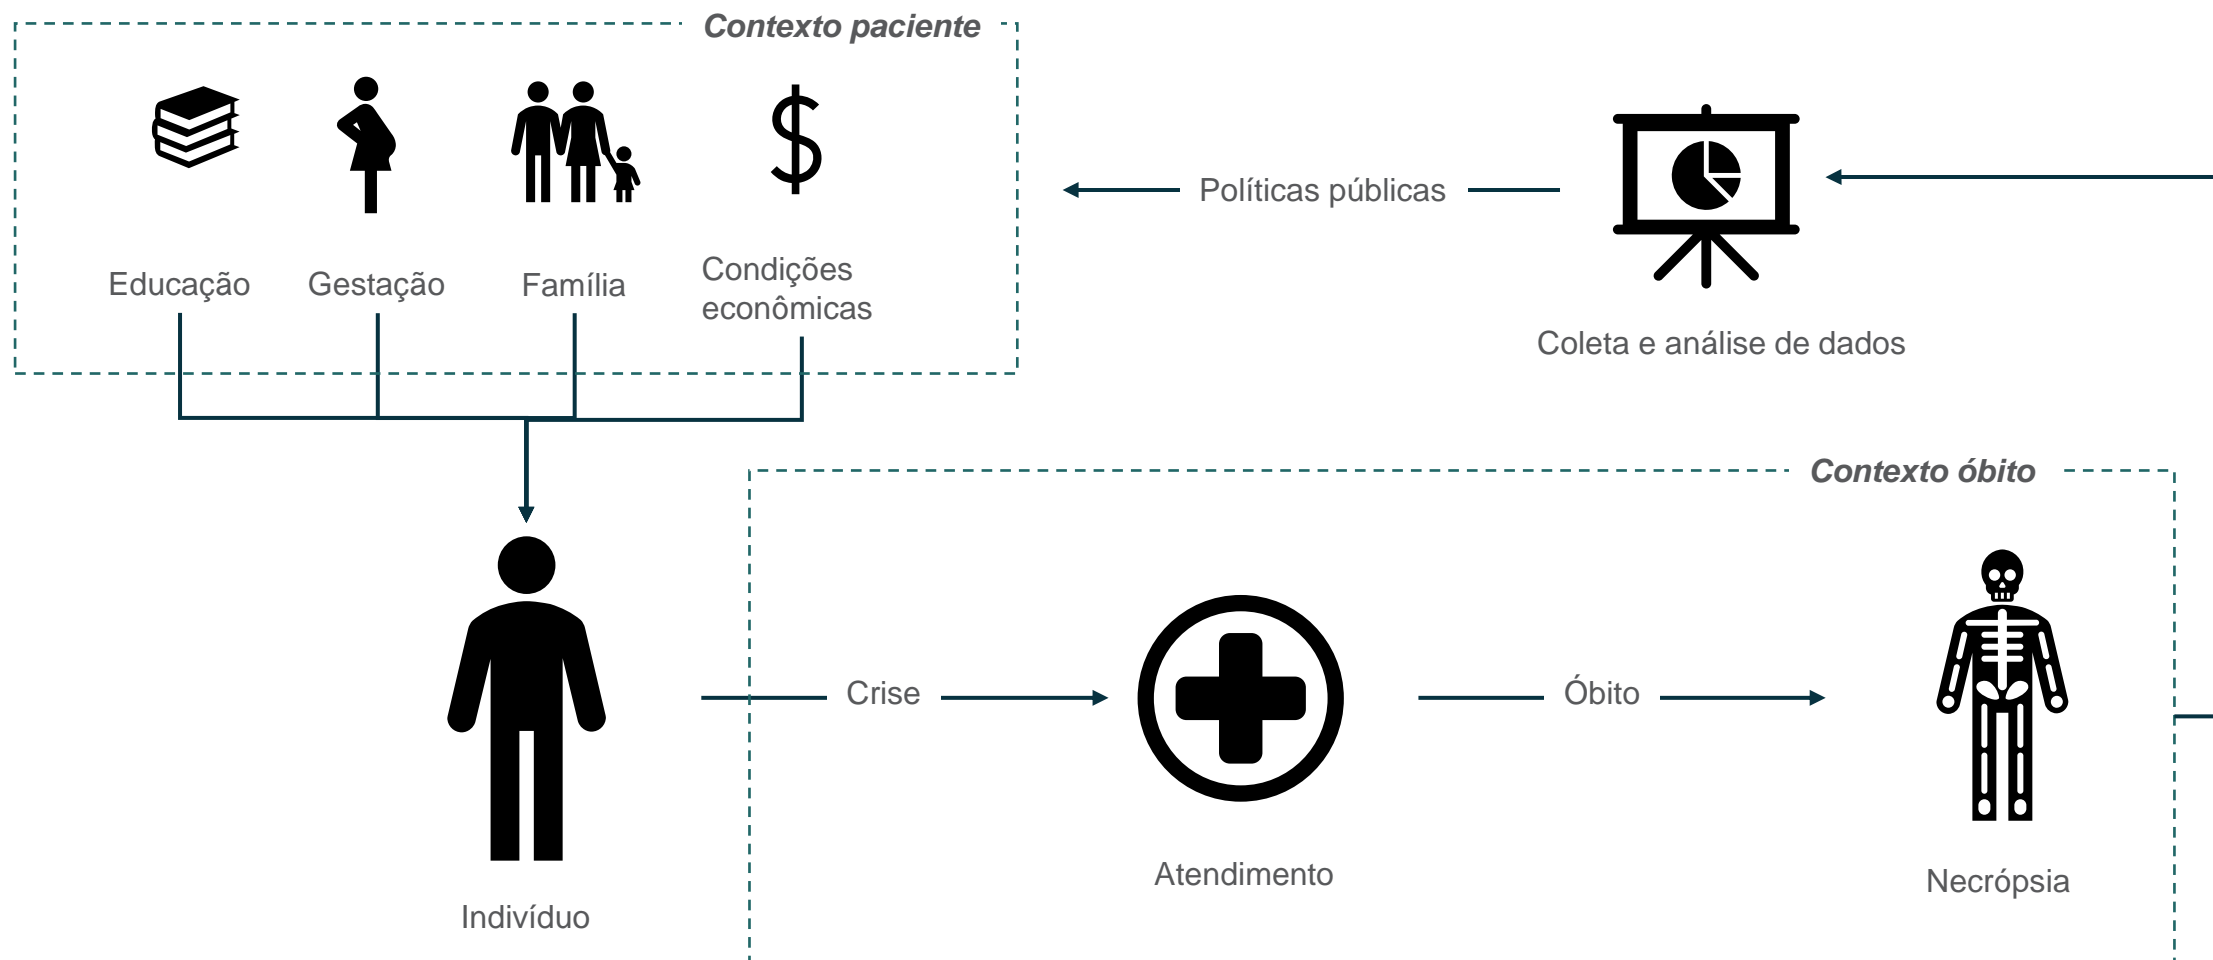 Contexto paciente
Educação
Gestação
Família
Condições
econômicas
Políticas públicas
Coleta e análise de dados
Contexto óbito
Crise
Óbito
Indivíduo
Atendimento
Necrópsia